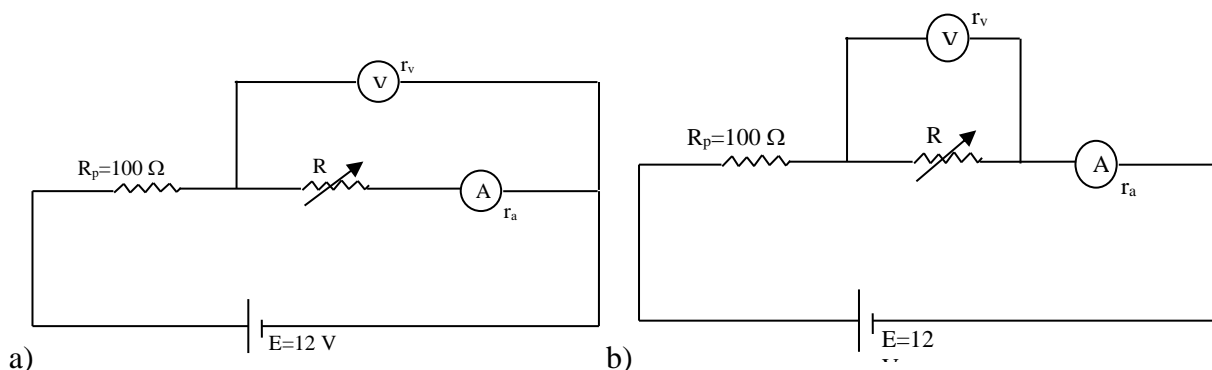 V r_v
R_p=100 Ω
R
A
r_a
E=12 V
a)
V r_v
R_p=100 Ω
R
A
r_a
E=12
b)